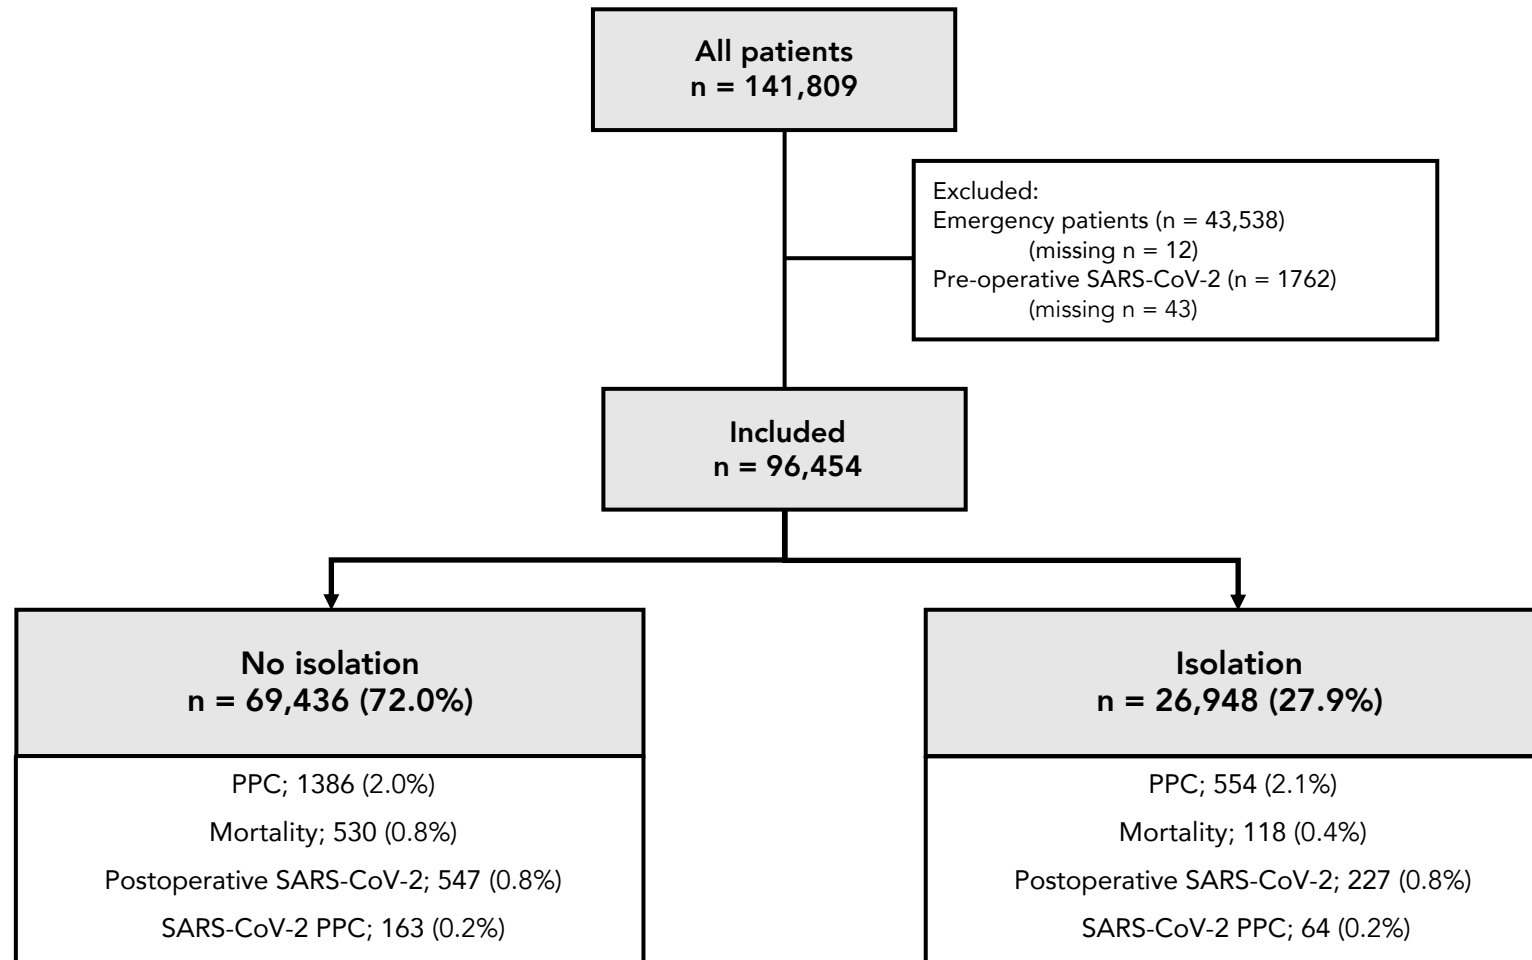 All patients
n = 141,809
Excluded:
Emergency patients (n = 43,538)
(missing n = 12)
Pre-operative SARS-CoV-2 (n = 1762)
(missing n = 43)
Included
n = 96,454
No isolation
n = 69,436 (72.0%)
PPC; 1386 (2.0%)
Mortality; 530 (0.8%)
Postoperative SARS-CoV-2; 547 (0.8%)
SARS-CoV-2 PPC; 163 (0.2%)
Isolation
n = 26,948 (27.9%)
PPC; 554 (2.1%)
Mortality; 118 (0.4%)
Postoperative SARS-CoV-2; 227 (0.8%)
SARS-CoV-2 PPC; 64 (0.2%)